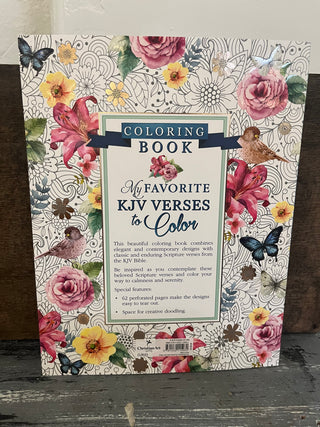 COLORING
BOOK
My FAVORITE
KJV VERSES
to Color
This beautiful coloring book combines
elegant and contemporary designs with
classic and enduring Scripture verses from
the KJV Bible.
Be inspired as you contemplate these
beloved Scripture verses and color your
way to calmness and serenity.
Special features:
• 62 perforated pages make the designs
easy to tear out.
• Space for creative doodling.
Christian Art